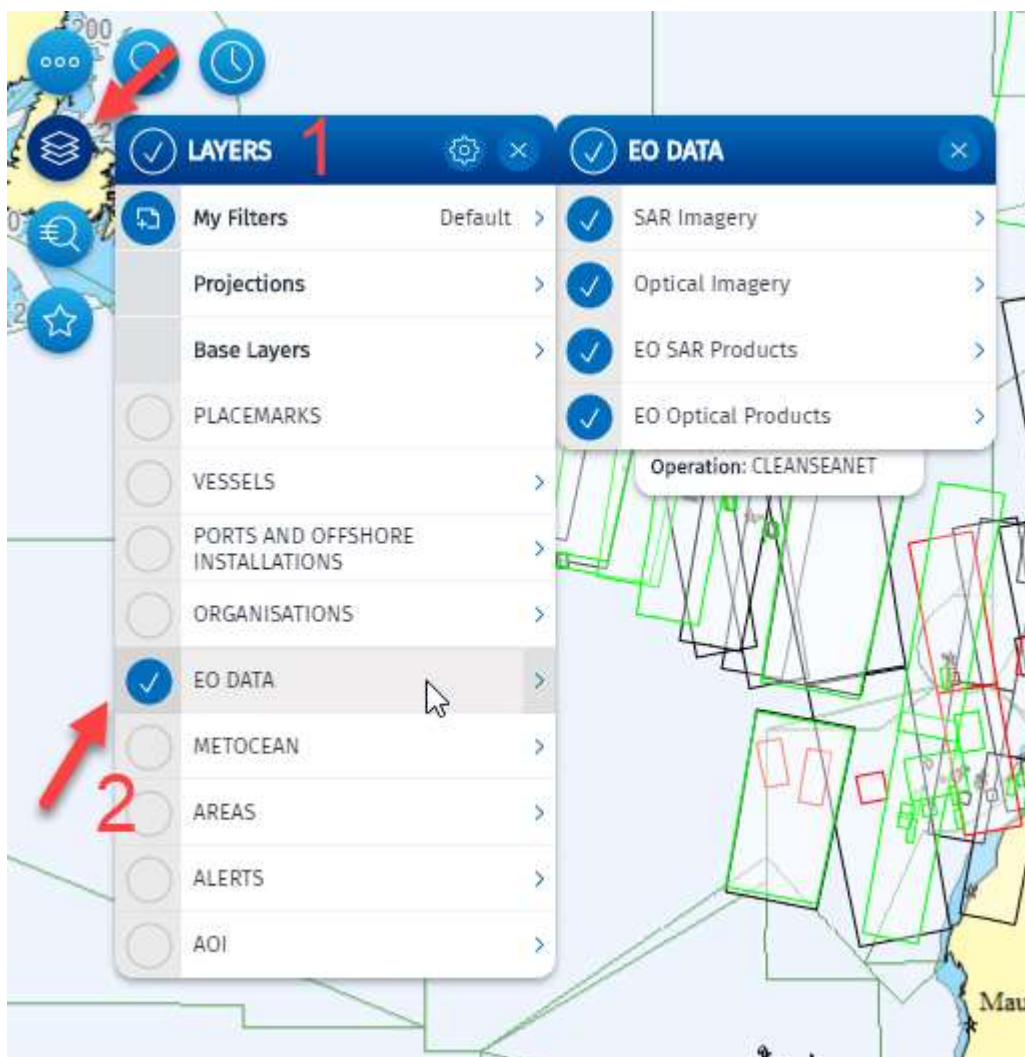 200
LAYERS
1
EO DATA
My Filters
Default
SAR Imagery
Projections
Optical Imagery
Base Layers
EO SAR Products
PLACEMARKS
EO Optical Products
VESSELS
Operation: CLEANSEANET
PORTS AND OFFSHORE
INSTALLATIONS
ORGANISATIONS
EO DATA
METOCEAN
2
AREAS
ALERTS
AOI
Mau